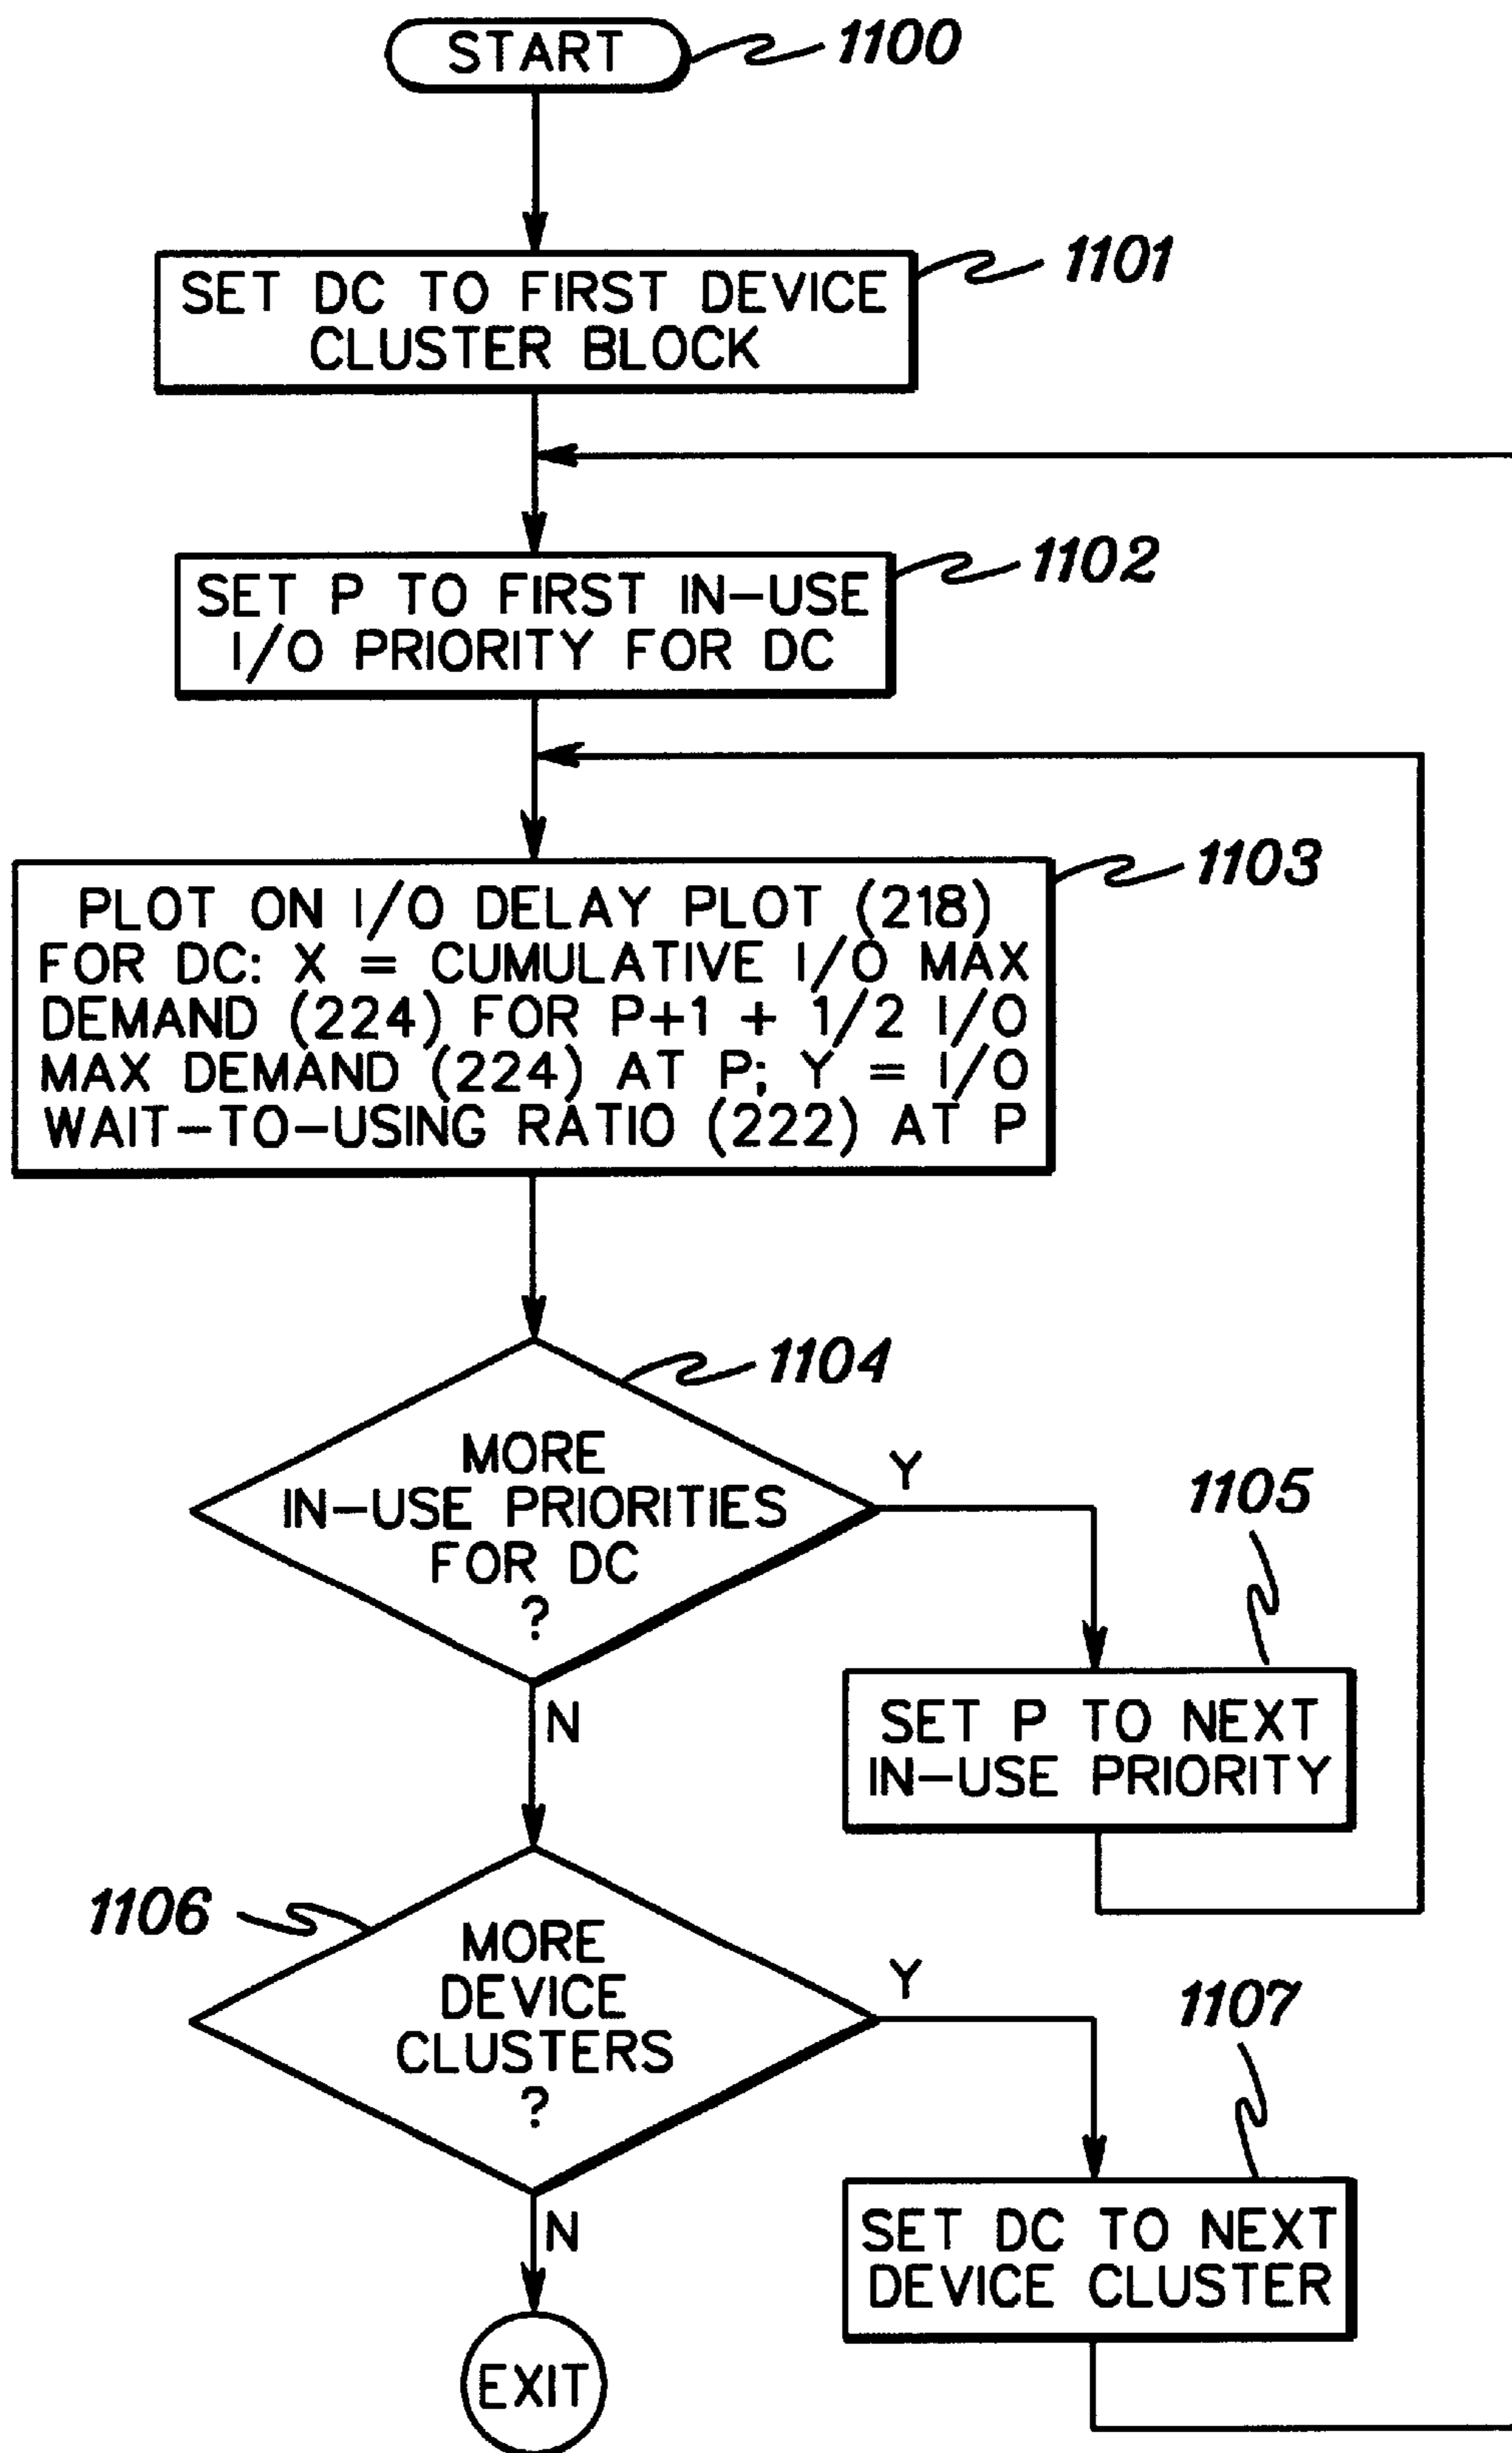 START
1100
SET DC TO FIRST DEVICE
CLUSTER BLOCK
1101
SET P TO FIRST IN-USE
I/O PRIORITY FOR DC
1102
PLOT ON I/O DELAY PLOT (218)
FOR DC: X = CUMULATIVE I/O MAX
DEMAND (224) FOR P+1 + 1/2 I/O
MAX DEMAND (224) AT P; Y = I/O
WAIT-TO-USING RATIO (222) AT P
1103
1104
MORE
IN-USE PRIORITIES
FOR DC
?
Y
N
1105
SET P TO NEXT
IN-USE PRIORITY
1106
MORE
DEVICE
CLUSTERS
?
Y
N
1107
SET DC TO NEXT
DEVICE CLUSTER
EXIT